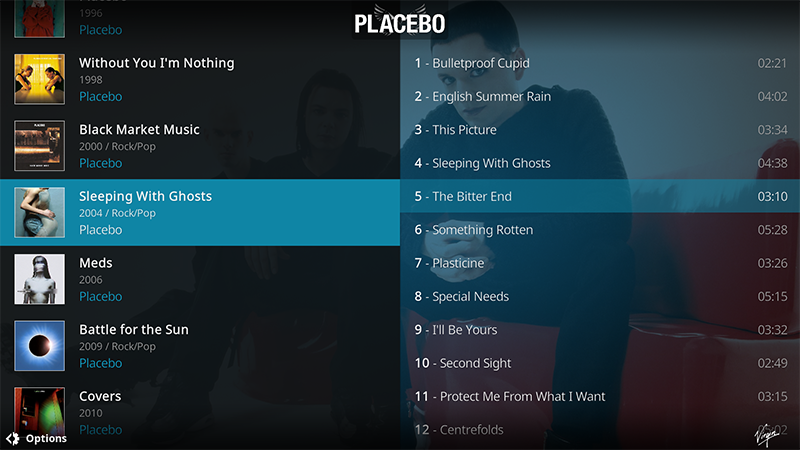 PLACEBO
1996
Placebo
Without You I'm Nothing
1998
Placebo
Black Market Music
2000 / Rock/Pop
Placebo
Sleeping With Ghosts
2004 / Rock/Pop
Placebo
Meds
2006
Placebo
Battle for the Sun
2009 / Rock/Pop
Placebo
Covers
2010
Placebo
Options
1 - Bulletproof Cupid 02:21
2 - English Summer Rain 04:02
3 - This Picture 03:34
4 - Sleeping With Ghosts 04:38
5 - The Bitter End 03:10
6 - Something Rotten 05:28
7 - Plasticine 03:26
8 - Special Needs 05:15
9 - I'll Be Yours 03:32
10 - Second Sight 02:49
11 - Protect Me From What I Want 03:15
12 - Centrefolds 05:02
Virgin